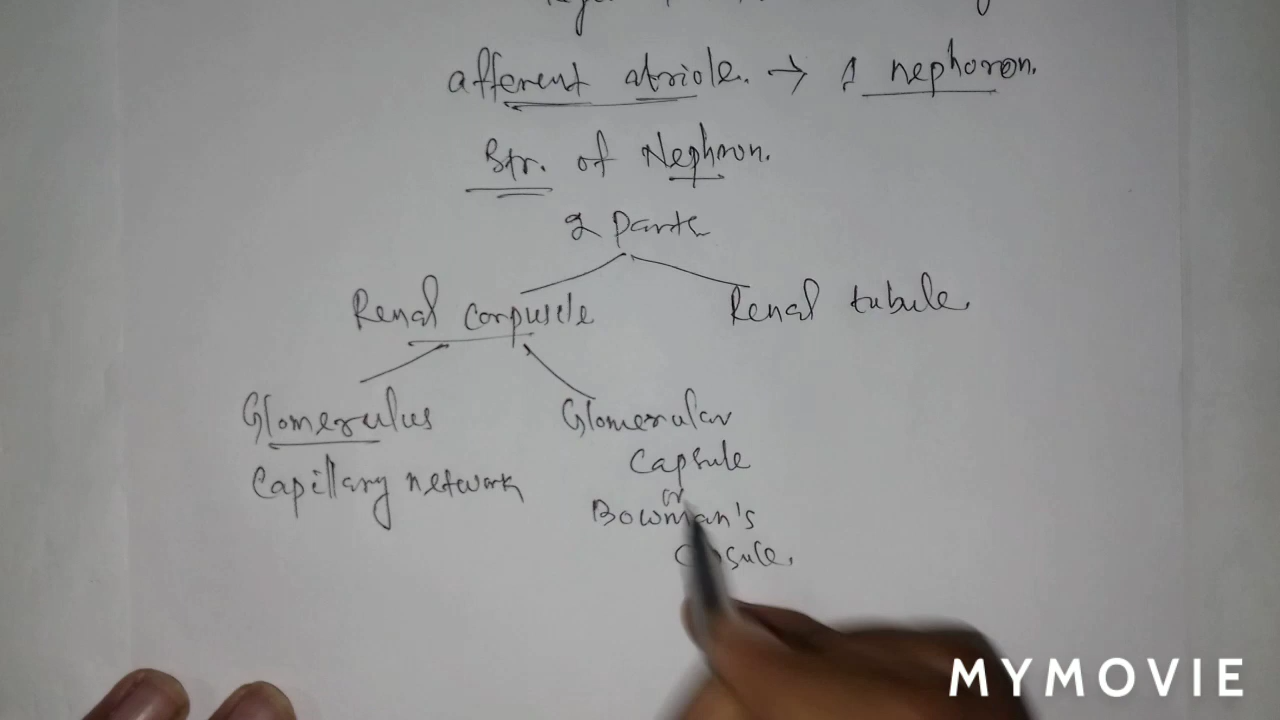 afferent atriole. → 1 nephoron.
Str. of Nephron.
2 Parts
Renal corpuscle Renal tubule.
Glomerulus Glomerular
Capsule
Capillary network
or
Bowman's
MYMOVIE